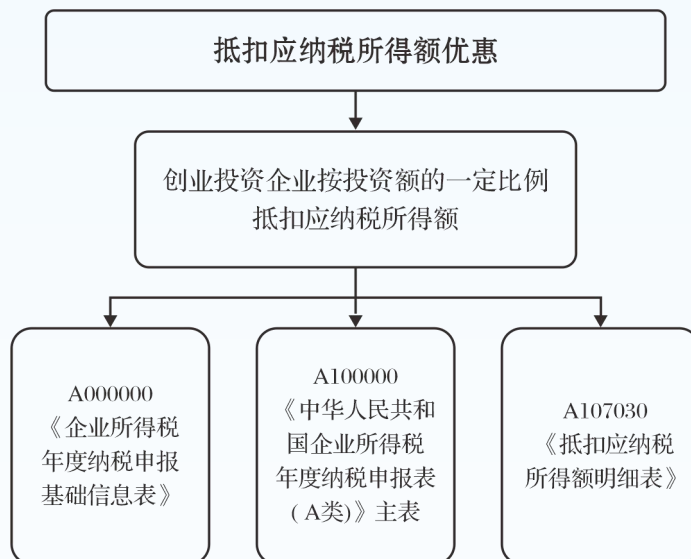 抵扣应纳税所得额优惠
创业投资企业按投资额的一定比例
抵扣应纳税所得额
A000000
《企业所得税
年度纳税申报
基础信息表》
A100000
《中华人民共和
国企业所得税
年度纳税申报表
( A类)》主表
A107030
《抵扣应纳税
所得额明细表》